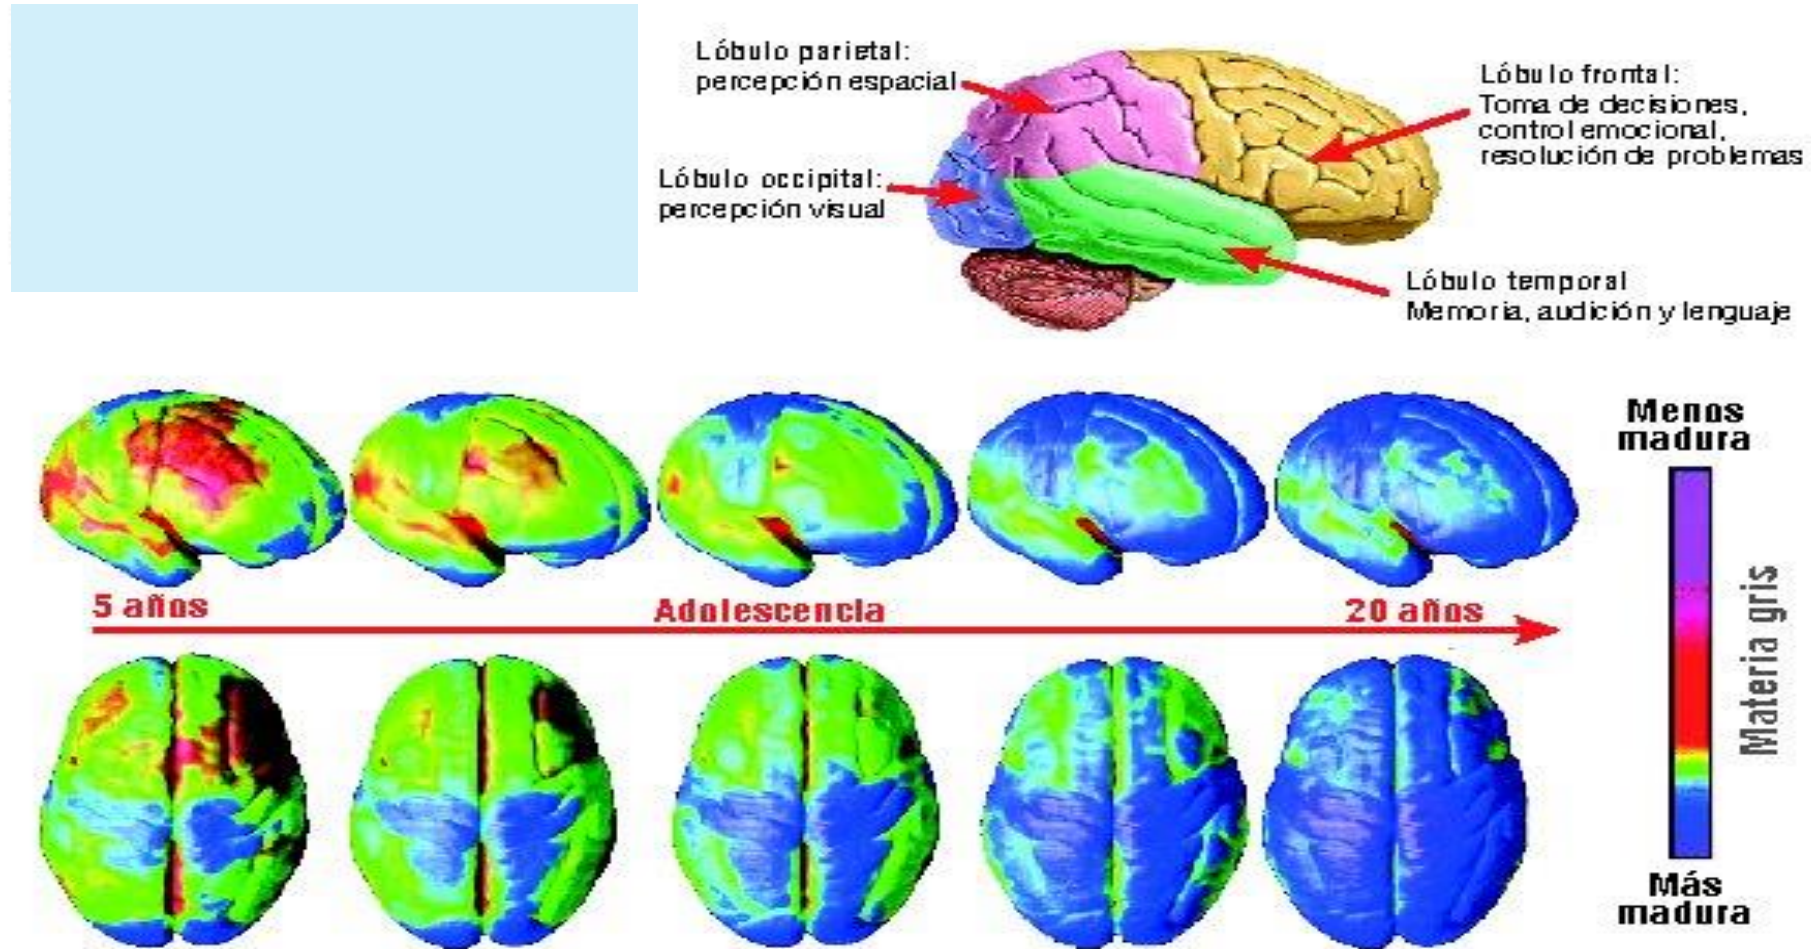 Lóbulo parietal:
percepción espacial
Lóbulo frontal:
Toma de decisiones,
control emocional,
resolución de problemas
Lóbulo occipital:
percepción visual
Lóbulo temporal
Memoria, audición y lenguaje
5 años
Adolescencia
20 años
Menos
madura
Materia gris
Más
madura